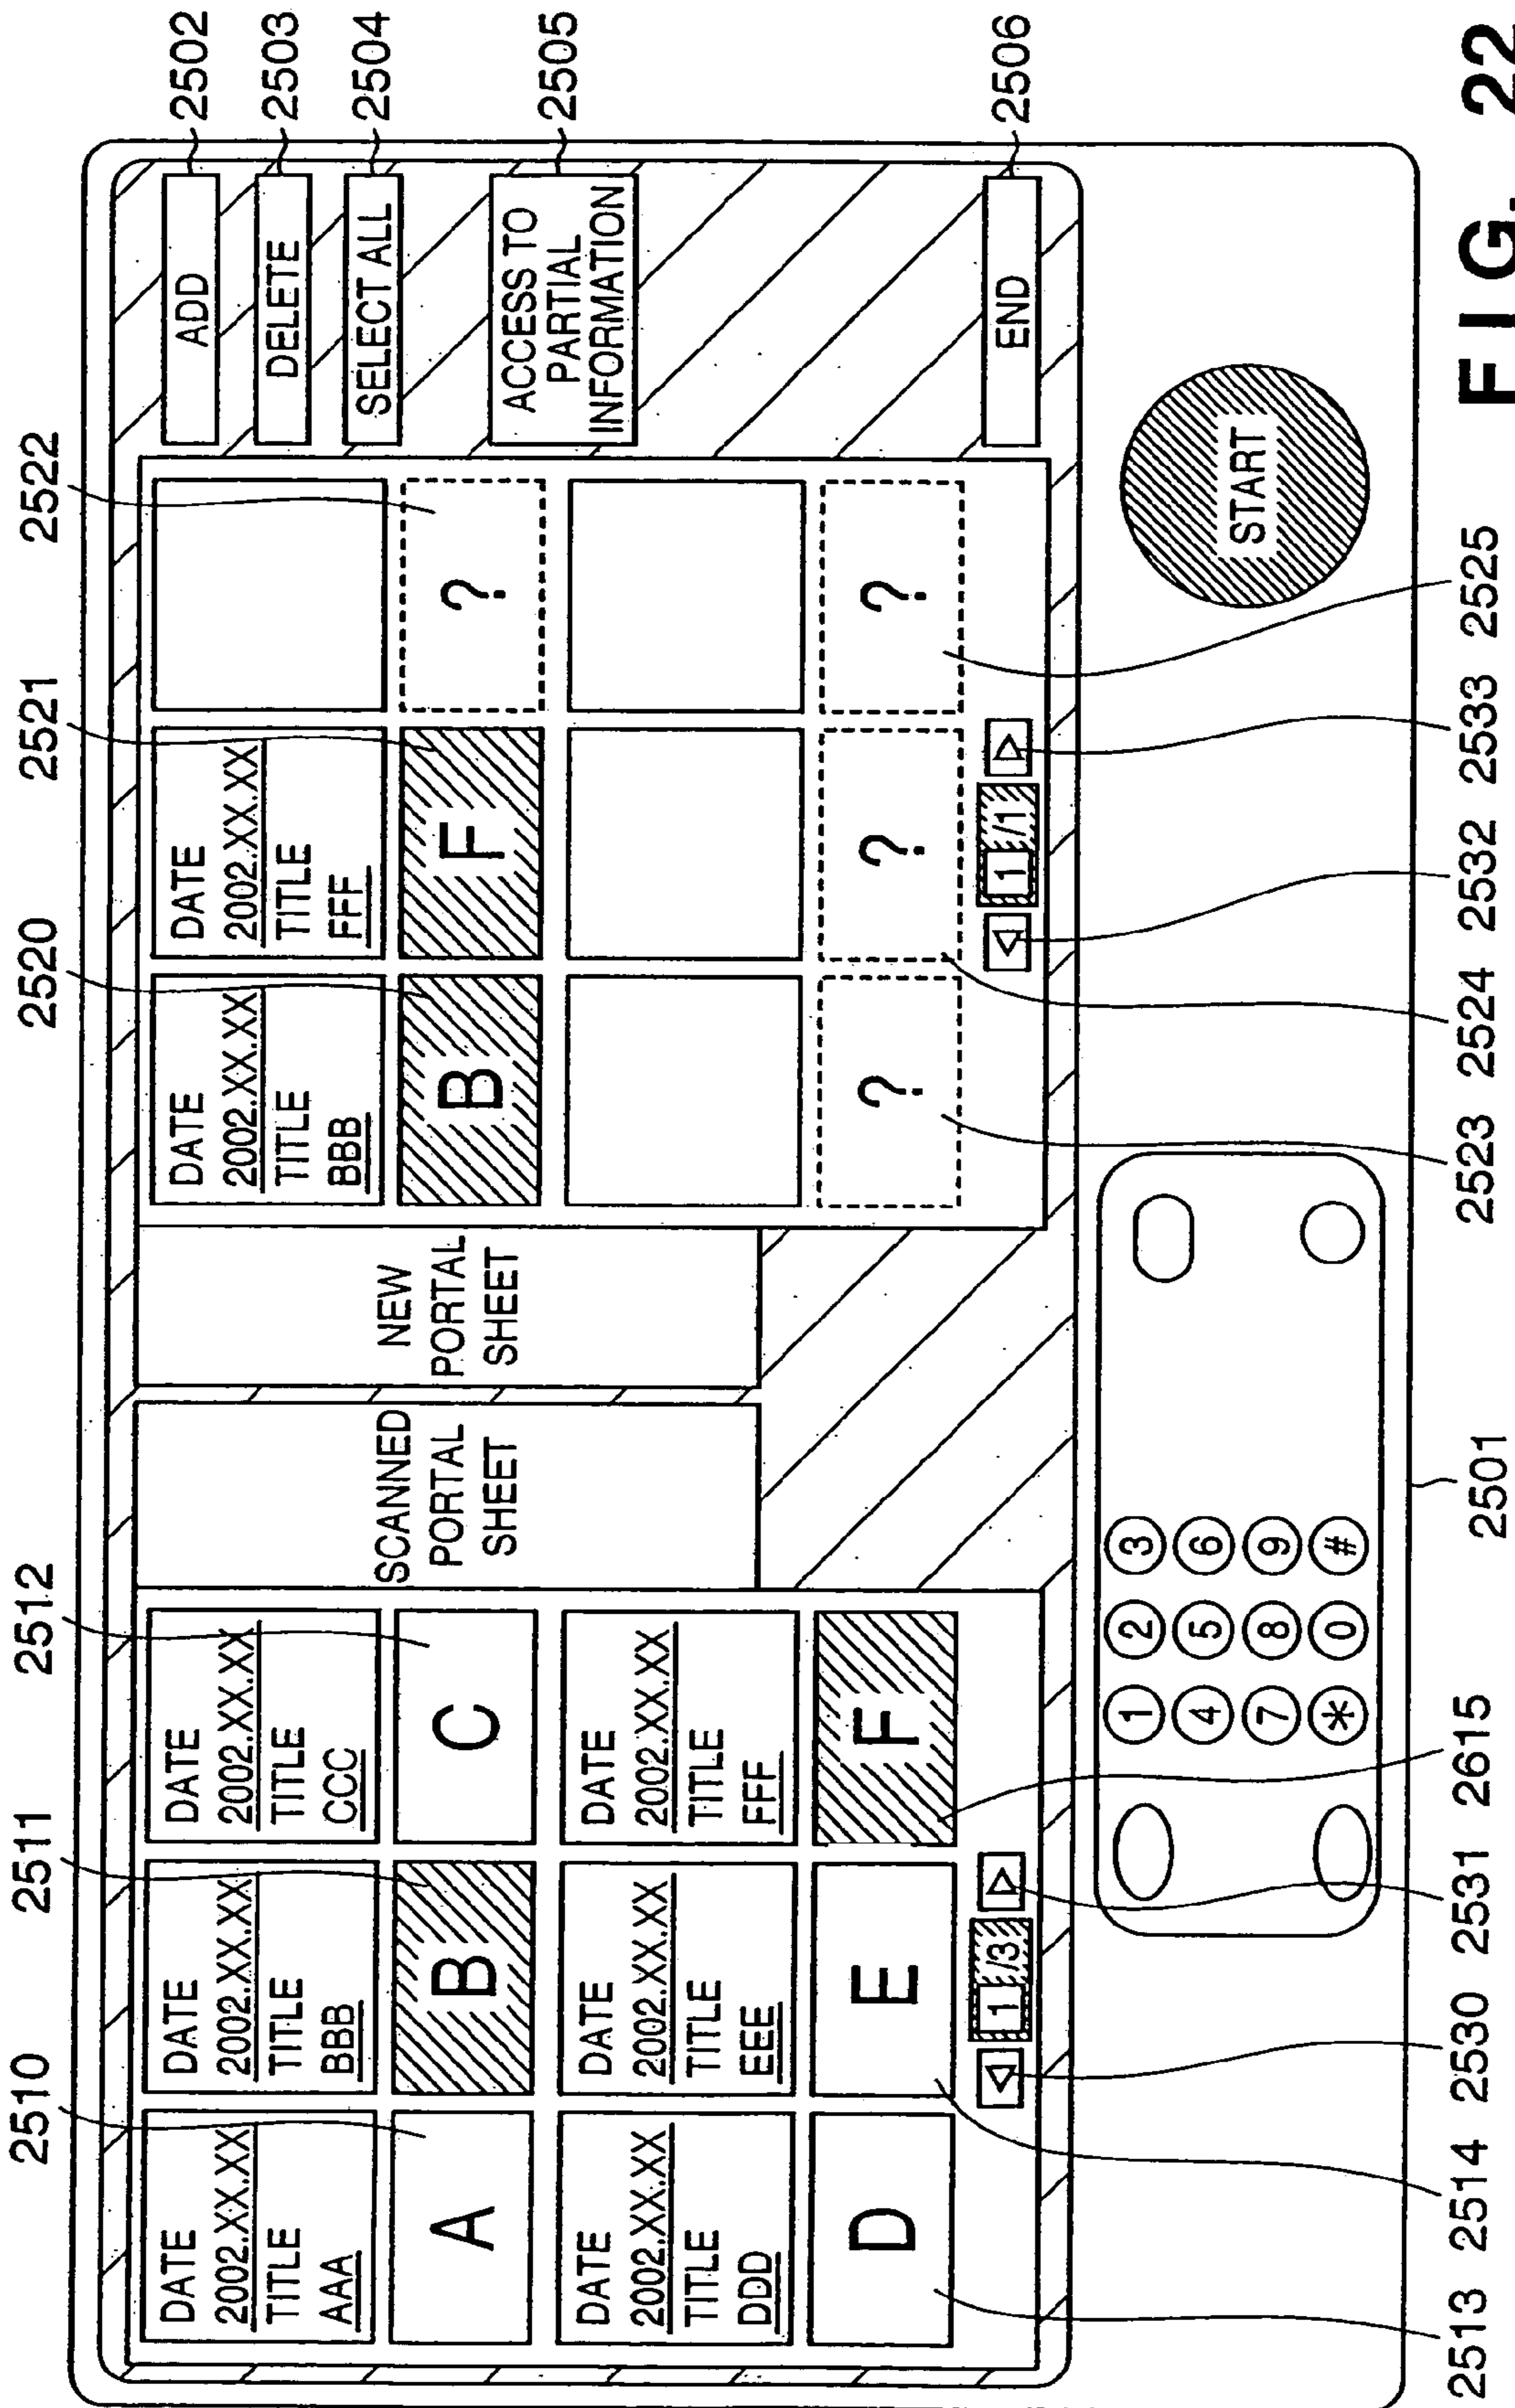 2510
2511
2512
2520
2521
2522
DATE
2002.XX.XX
TITLE
AAA
DATE
2002.XX.XX
TITLE
BBB
DATE
2002.XX.XX
TITLE
CCC
A
B
C
DATE
2002.XX.XX
TITLE
DDD
DATE
2002.XX.XX
TITLE
EEE
DATE
2002.XX.XX
TITLE
FFF
D
E
F
1/3
SCANNED
PORTAL
SHEET
NEW
PORTAL
SHEET
DATE
2002.XX.XX
TITLE
BBB
DATE
2002.XX.XX
TITLE
FFF
B
F
?
?
?
?
1/1
ADD
2502
DELETE
2503
SELECT ALL
2504
ACCESS TO
PARTIAL
INFORMATION
2505
END
2506
1 2 3
4 5 6
7 8 9
* 0 #
START
2513
2514
2530
2531
2615
2501
2523
2524
2532
2533
2525
FIG. 22